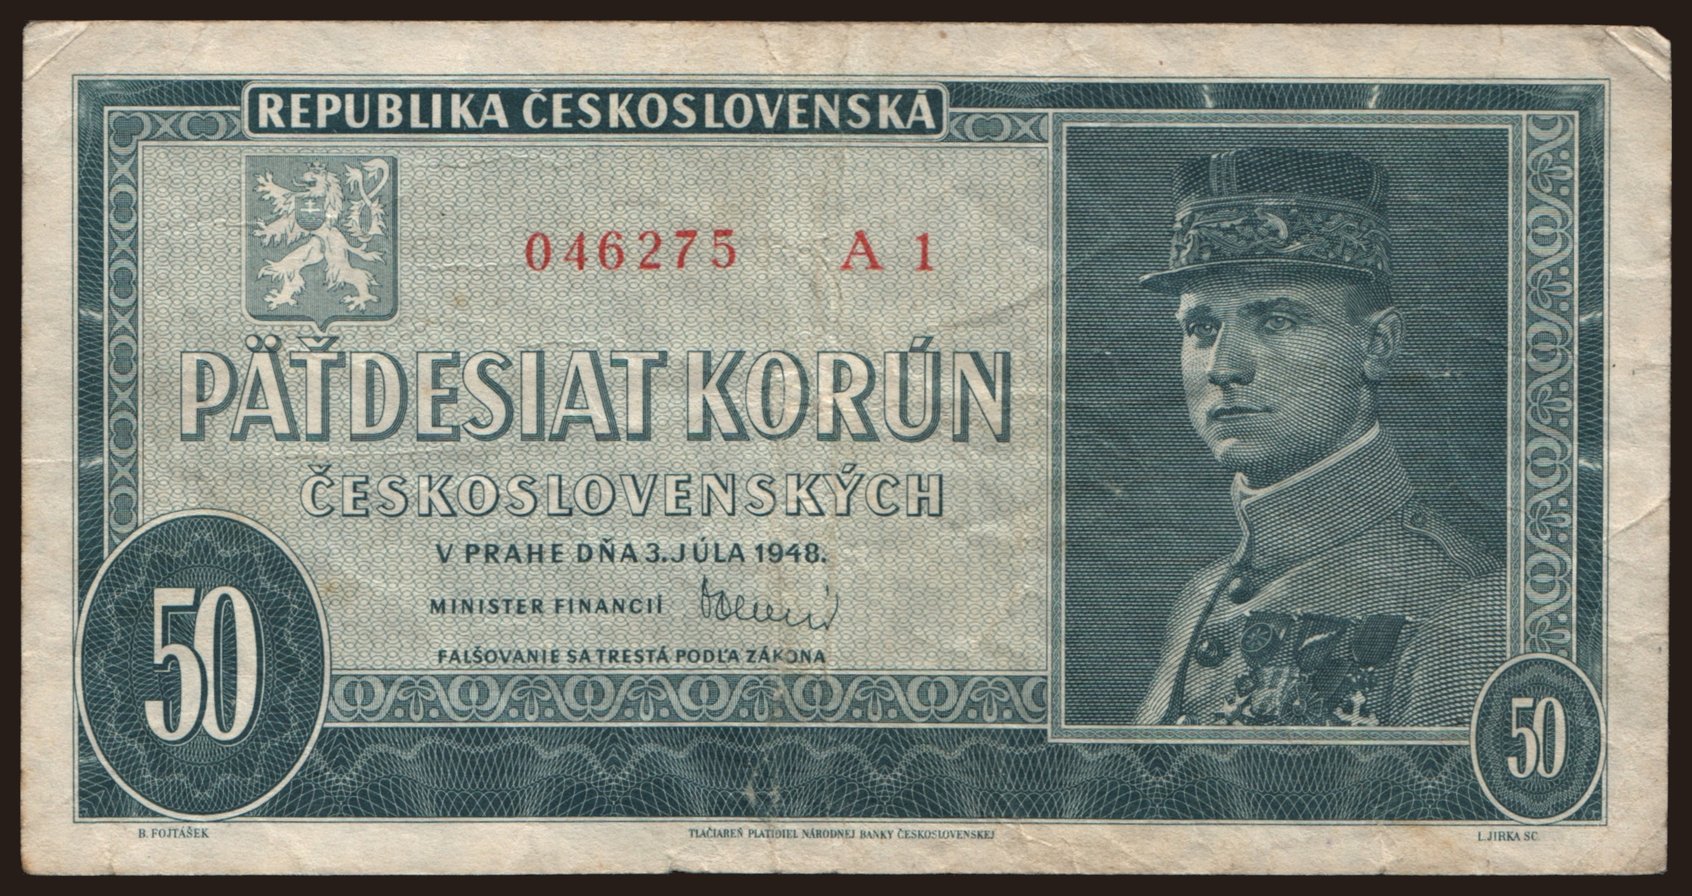 REPUBLIKA ČESKOSLOVENSKÁ
046275 A 1
PÄŤDESIAT KORÚN
ČESKOSLOVENSKÝCH
V PRAHE DŇA 3. JÚLA 1948.
MINISTER FINANCIÍ
FALŠOVANIE SA TRESTÁ PODĽA ZÁKONA
50
50
B. FOJTÁŠEK
TLAČIAREŇ PLATIDIEL NÁRODNEJ BANKY ČESKOSLOVENSKEJ
L. JIRKA SC.